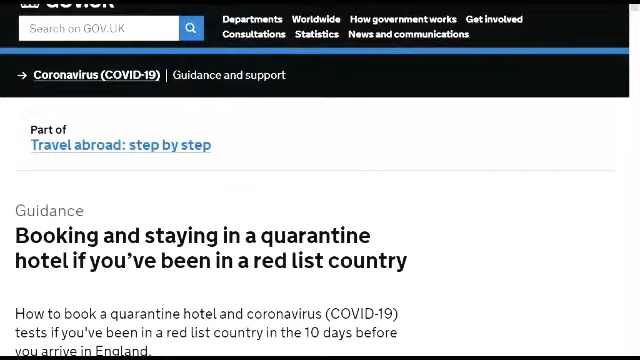 GOV.UK
Search on GOV.UK
Departments Worldwide How government works Get involved
Consultations Statistics News and communications
→ Coronavirus (COVID-19) | Guidance and support
Part of
Travel abroad: step by step
Guidance
Booking and staying in a quarantine
hotel if you've been in a red list country
How to book a quarantine hotel and coronavirus (COVID-19)
tests if you've been in a red list country in the 10 days before
you arrive in England.